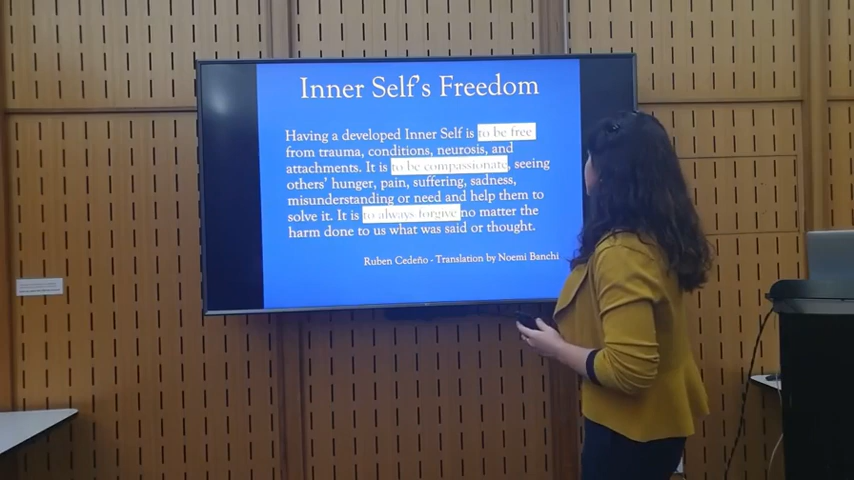 Inner Self's Freedom
Having a developed Inner Self is to be free
from trauma, conditions, neurosis, and
attachments. It is to be compassionate, seeing
others' hunger, pain, suffering, sadness,
misunderstanding or need and help them to
solve it. It is to always forgive no matter the
harm done to us what was said or thought.
Ruben Cedeño - Translation by Noemi Banchi